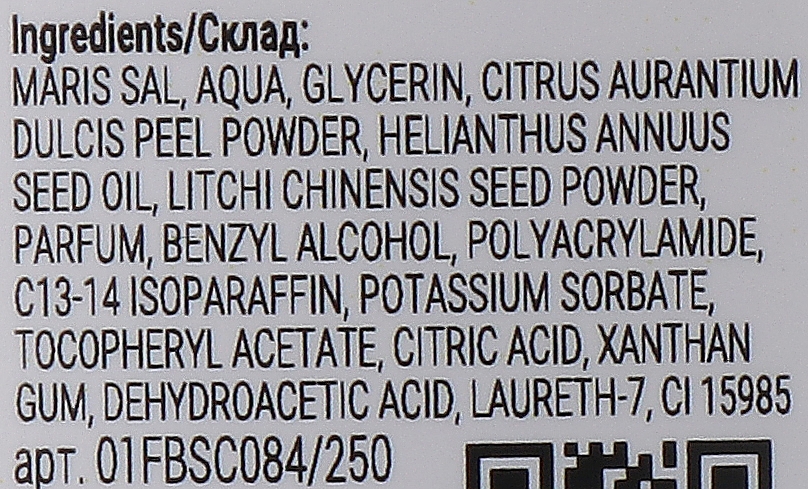 Ingredients/Склад:
MARIS SAL, AQUA, GLYCERIN, CITRUS AURANTIUM
DULCIS PEEL POWDER, HELIANTHUS ANNUUS
SEED OIL, LITCHI CHINENSIS SEED POWDER,
PARFUM, BENZYL ALCOHOL, POLYACRYLAMIDE,
C13-14 ISOPARAFFIN, POTASSIUM SORBATE,
TOCOPHERYL ACETATE, CITRIC ACID, XANTHAN
GUM, DEHYDROACETIC ACID, LAURETH-7, CI 15985
арт. 01FBSC084/250